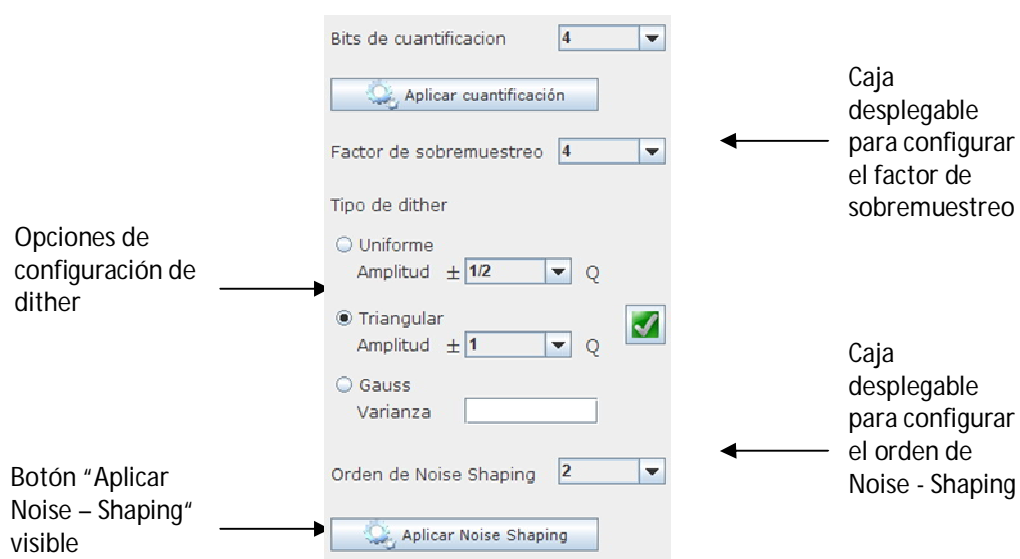 Bits de cuantificacion 4
Aplicar cuantificación
Factor de sobremuestreo 4
Caja
desplegable
para configurar
el factor de
sobremuestreo
Tipo de dither
Opciones de
configuración de
dither
Uniforme
Amplitud ± 1/2 Q
Triangular
Amplitud ± 1 Q
Gauss
Varianza
Caja
desplegable
para configurar
el orden de
Noise - Shaping
Orden de Noise Shaping 2
Botón “Aplicar
Noise – Shaping“
visible
Aplicar Noise Shaping